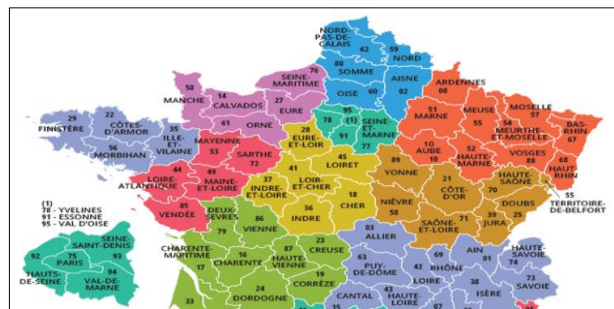 NORD-
PAS-DE-
CALAIS
62
59
NORD
80
SOMME
76
SEINE-
MARITIME
AISNE
02
OISE
60
ARDENNES
08
50
MANCHE
14
CALVADOS
27
EURE
61
ORNE
95
(1)
78
91
SEINE-
ET-
MARNE
77
51
MARNE
MEUSE
55
MOSELLE
57
54
MEURTHE-
ET-MOSELLE
BAS-
RHIN
67
29
FINISTÈRE
22
CÔTES-
D'ARMOR
35
ILLE-
ET-
VILAINE
56
MORBIHAN
MAYENNE
53
SARTHE
72
28
EURE-
ET-LOIR
45
LOIRET
10
AUBE
10
52
HAUTE-
MARNE
VOSGES
88
68
HAUT-
RHIN
89
YONNE
44
LOIRE-
ATLANTIQUE
49
MAINE-
ET-LOIRE
37
INDRE-
ET-LOIRE
41
LOIR-
ET-CHER
18
CHER
NIÈVRE
58
21
CÔTE-
D'OR
HAUTE-
SAÔNE
70
55
TERRITOIRE-
DE-BELFORT
DOUBS
25
39
JURA
71
SAÔNE-
ET-LOIRE
85
VENDÉE
DEUX-
SÈVRES
79
86
VIENNE
36
INDRE
(1)
78 - YVELINES
91 - ESSONNE
95 - VAL D'OISE
SEINE-
SAINT-DENIS
93
92
HAUTS-
DE-SEINE
75
PARIS
94
VAL-DE-
MARNE
CHARENTE-
MARITIME
17
16
CHARENTE
87
HAUTE-
VIENNE
23
CREUSE
03
ALLIER
63
PUY-
DE-DÔME
42
LOIRE
69
RHÔNE
AIN
01
HAUTE-
SAVOIE
74
73
SAVOIE
38
ISÈRE
19
CORRÈZE
24
DORDOGNE
33
CANTAL
15
43
HAUTE-
LOIRE
07